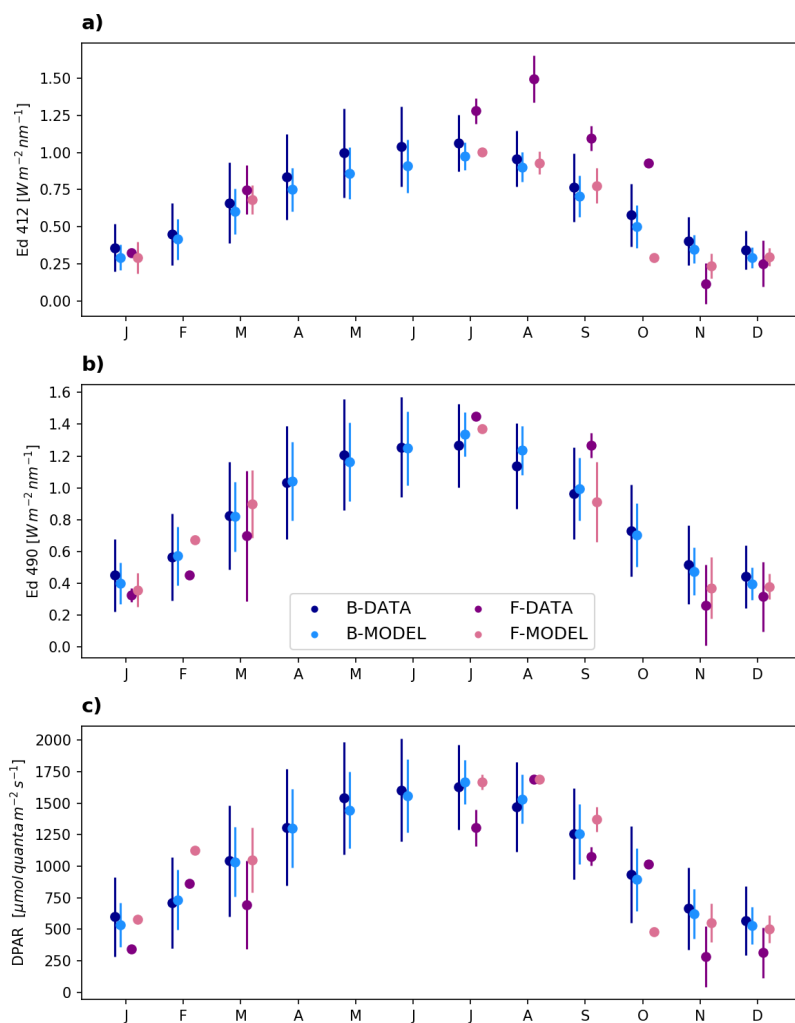 a)
Ed 412 [W m⁻² nm⁻¹]
1.50
1.25
1.00
0.75
0.50
0.25
0.00
J F M A M J J A S O N D
b)
Ed 490 [W m⁻² nm⁻¹]
1.6
1.4
1.2
1.0
0.8
0.6
0.4
0.2
0.0
B-DATA F-DATA
B-MODEL F-MODEL
J F M A M J J A S O N D
c)
DPAR [μmol quanta m⁻² s⁻¹]
2000
1750
1500
1250
1000
750
500
250
0
J F M A M J J A S O N D